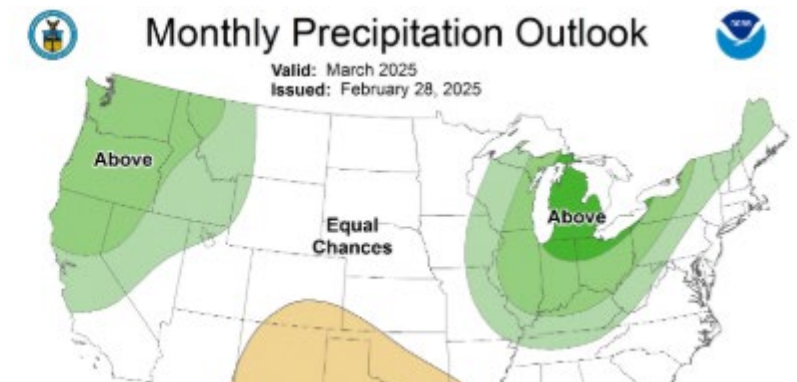 Monthly Precipitation Outlook
Valid: March 2025
Issued: February 28, 2025
Above
Equal
Chances
Above